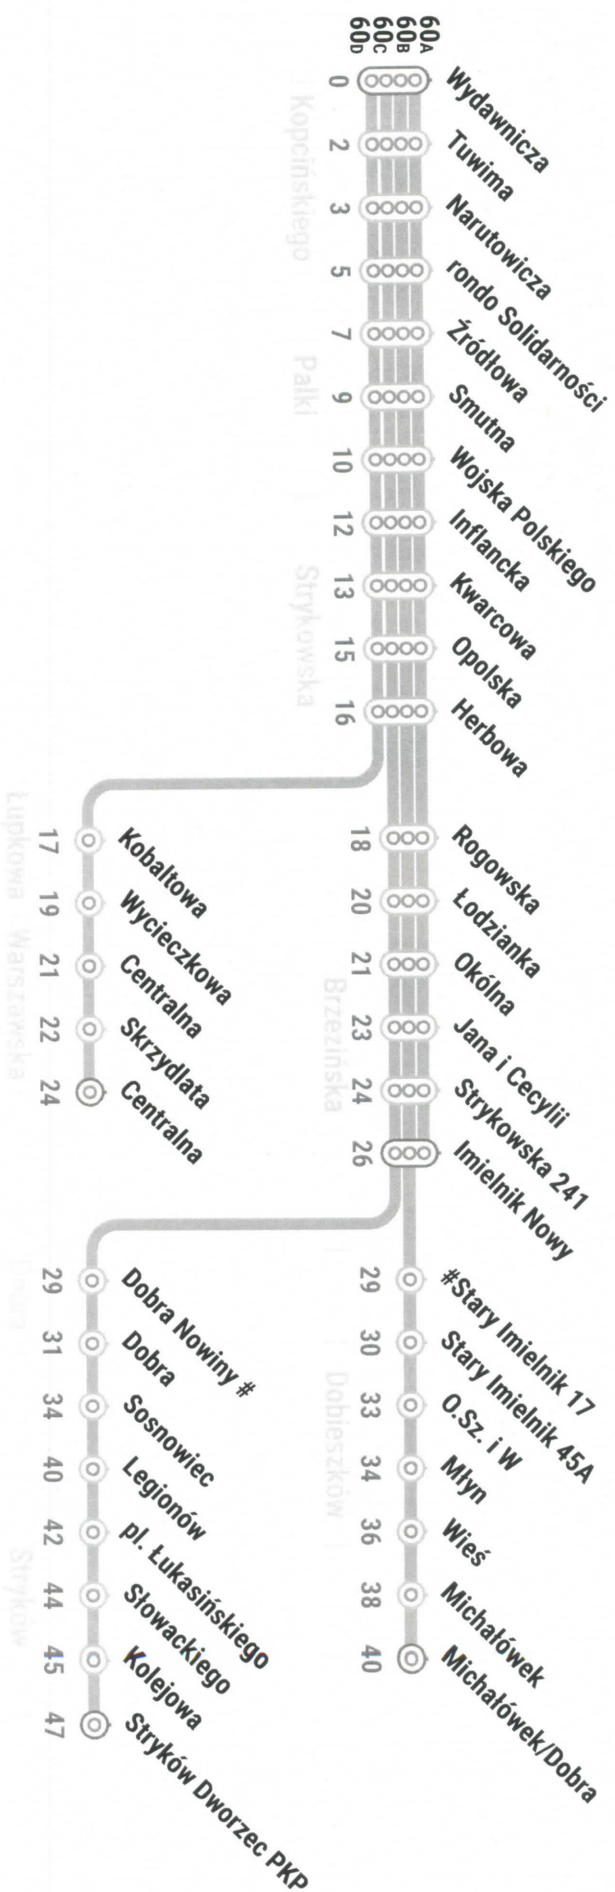 60A
60B
60C
60D
0 Wydawnicza
2 Tuwima
3 Narutowicza
5 rondo Solidarności
7 Źródłowa
9 Smutna
10 Wojska Polskiego
12 Inflancka
13 Kwarcowa
15 Opolska
16 Herbowa
Kopcińskiego
Palki
Strykowska
18 Rogowska
20 Łodzianka
21 Okólna
23 Jana i Cecylii
24 Strykowska 241
26 Imielnik Nowy
Brzezińska
29 #Stary Imielnik 17
30 Stary Imielnik 45A
33 O.Sz. i W
34 Młyn
36 Wieś
38 Michałówek
40 Michałówek/Dobra
Dobieszków
17 Kobaltowa
19 Wycieczkowa
21 Centralna
22 Skrzydlata
24 Centralna
Łupkowa Warszawska
29 Dobra Nowiny #
31 Dobra
34 Sosnowiec
40 Legionów
42 pl. Łukasińskiego
44 Słowackiego
45 Kolejowa
47 Stryków Dworzec PKP
Stryków